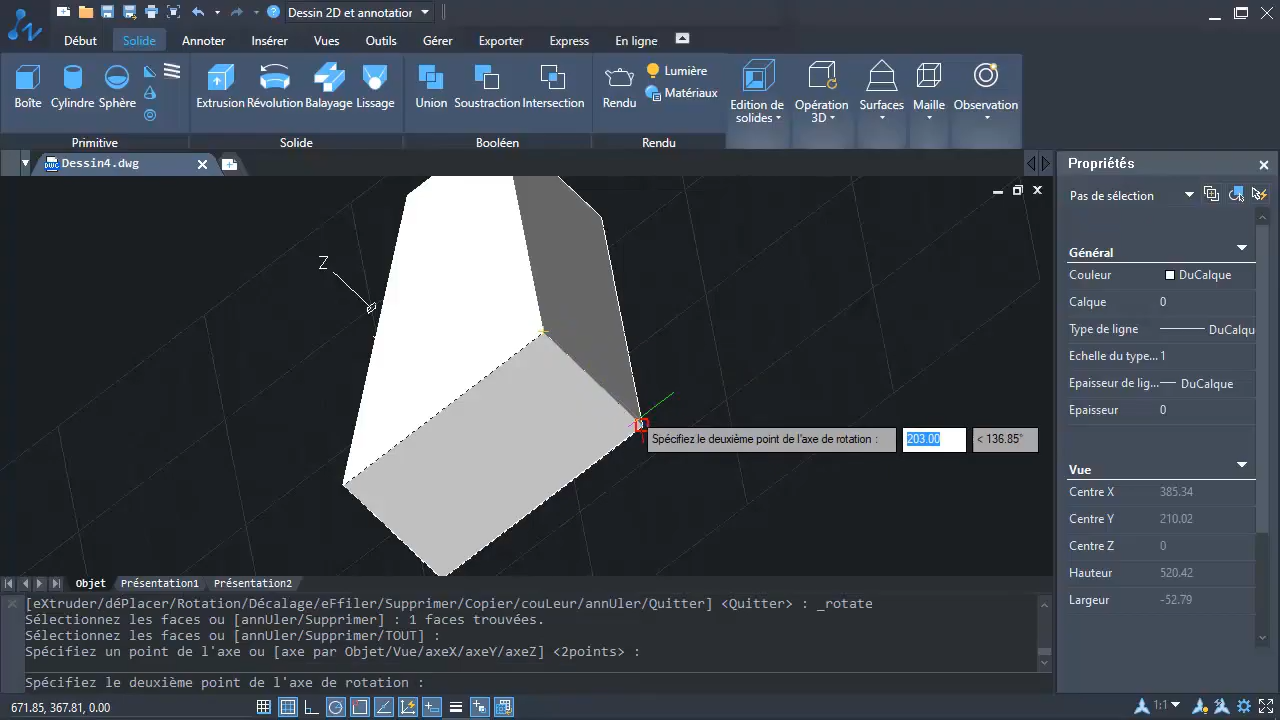 Dessin 2D et annotation
Début Solide Annoter Insérer Vues Outils Gérer Exporter Express En ligne
Boîte Cylindre Sphère Extrusion Révolution Balayage Lissage Union Soustraction Intersection Rendu
Lumière
Matériaux
Edition de solides Opération 3D Surfaces Maille Observation
Primitive Solide Booléen Rendu
Dessin4.dwg
Propriétés
Pas de sélection
Général
Couleur DuCalque
Calque 0
Type de ligne DuCalqu
Echelle du type... 1
Epaisseur de lig... DuCalque
Epaisseur 0
Vue
Centre X 385.34
Centre Y 210.02
Centre Z 0
Hauteur 520.42
Largeur -52.79
Z
Spécifiez le deuxième point de l'axe de rotation : 203.00 < 136.85°
Objet Présentation1 Présentation2
[eXtruder/déPlacer/Rotation/Décalage/eFfiler/Supprimer/Copier/couLeur/annUler/Quitter] <Quitter> : _rotate
Sélectionnez les faces ou [annUler/Supprimer] : 1 faces trouvées.
Sélectionnez les faces ou [annUler/Supprimer/TOUT] :
Spécifiez un point de l'axe ou [axe par Objet/Vue/axeX/axeY/axeZ] <2points> :
Spécifiez le deuxième point de l'axe de rotation :
671.85, 367.81, 0.00
1:1